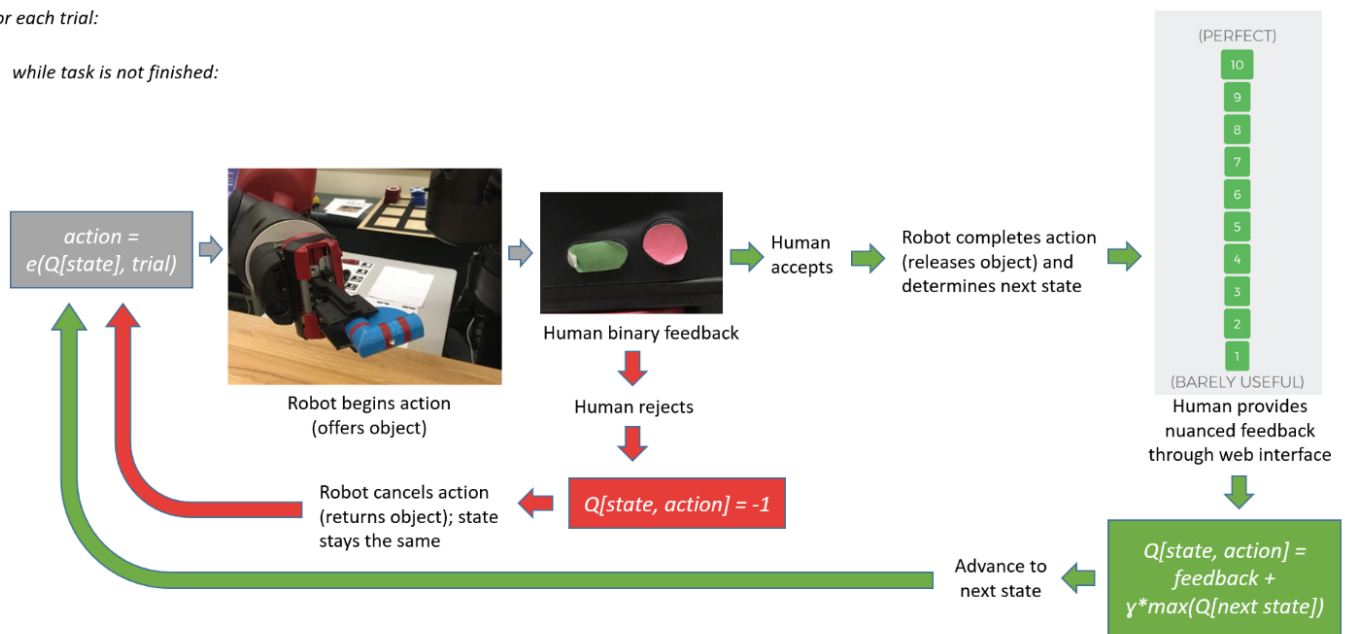 or each trial:
while task is not finished:
action =
e(Q[state], trial)
Robot begins action
(offers object)
Human binary feedback
Human
accepts
Robot completes action
(releases object) and
determines next state
(PERFECT)
10
9
8
7
6
5
4
3
2
1
(BARELY USEFUL)
Human provides
nuanced feedback
through web interface
Human rejects
Q[state, action] = -1
Robot cancels action
(returns object); state
stays the same
Q[state, action] =
feedback +
γ*max(Q[next state])
Advance to
next state